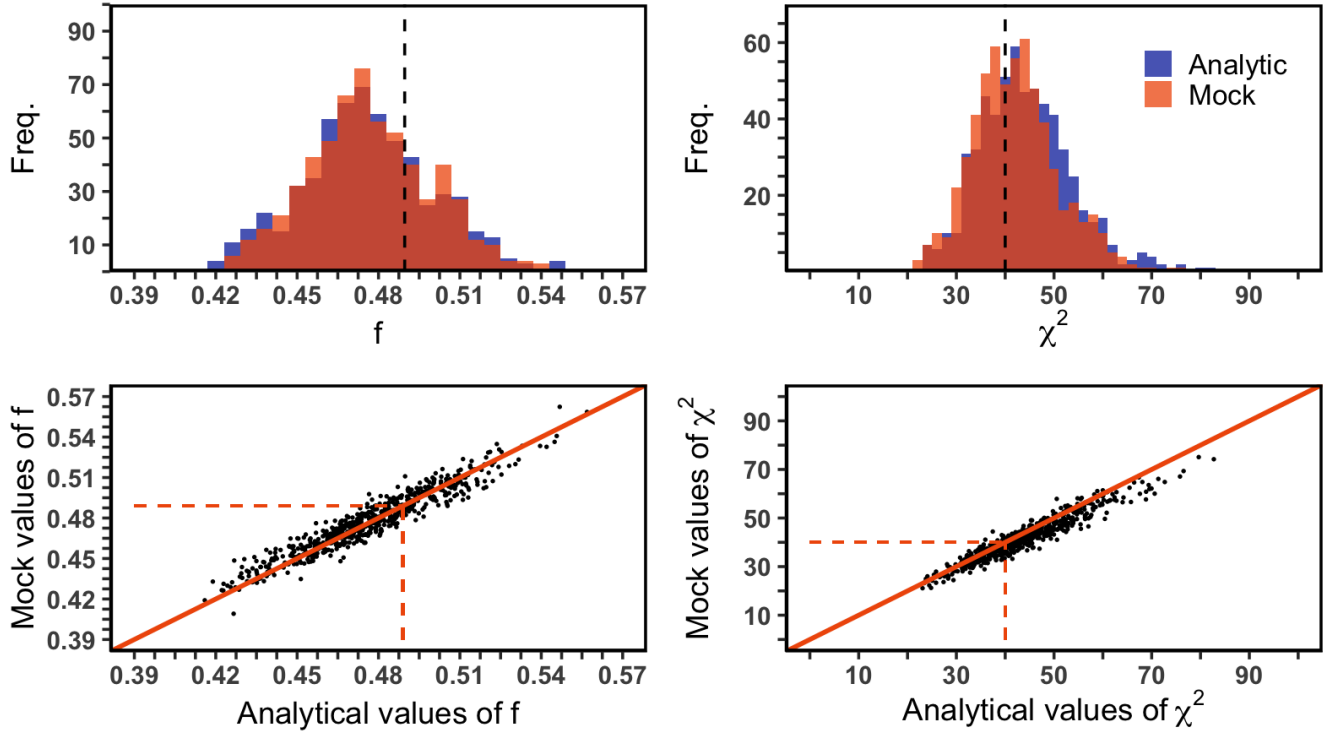 Freq.
90
70
50
30
10
0.39 0.42 0.45 0.48 0.51 0.54 0.57
f
Freq.
60
40
20
10 30 50 70 90
χ²
Analytic
Mock
Mock values of f
0.57
0.54
0.51
0.48
0.45
0.42
0.39
0.39 0.42 0.45 0.48 0.51 0.54 0.57
Analytical values of f
Mock values of χ²
90
70
50
30
10
10 30 50 70 90
Analytical values of χ²